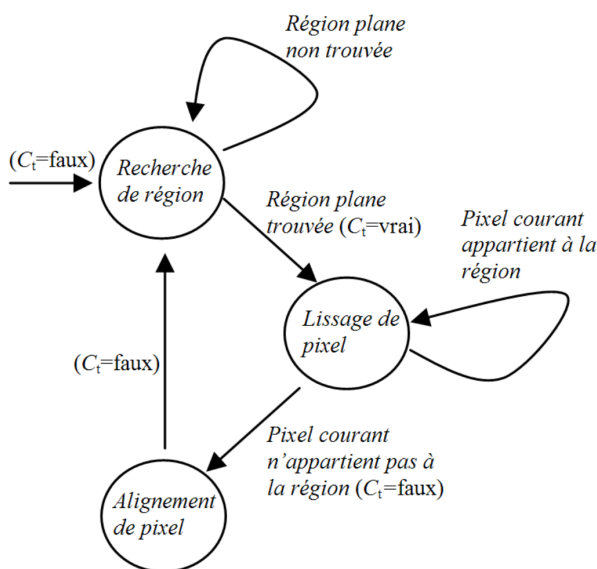 Région plane
non trouvée
(Ct=faux)
Recherche
de région
Région plane
trouvée (Ct=vrai)
Pixel courant
appartient à la
région
Lissage de
pixel
(Ct=faux)
Pixel courant
n'appartient pas à
la région (Ct=faux)
Alignement
de pixel